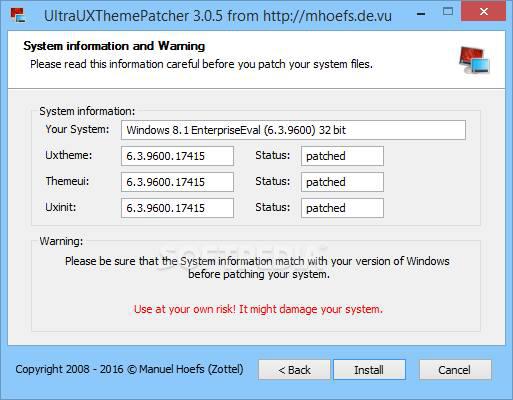 UltraUXThemePatcher 3.0.5 from http://mhoefs.de.vu
System information and Warning
Please read this information careful before you patch your system files.
System information:
Your System: Windows 8.1 EnterpriseEval (6.3.9600) 32 bit
Uxtheme: 6.3.9600.17415 Status: patched
Themeui: 6.3.9600.17415 Status: patched
Uxinit: 6.3.9600.17415 Status: patched
Warning:
SOFTPEDIA
Please be sure that the System information match with your version of Windows
before patching your system.
Use at your own risk! It might damage your system.
Copyright 2008 - 2016 © Manuel Hoefs (Zottel) < Back Install Cancel